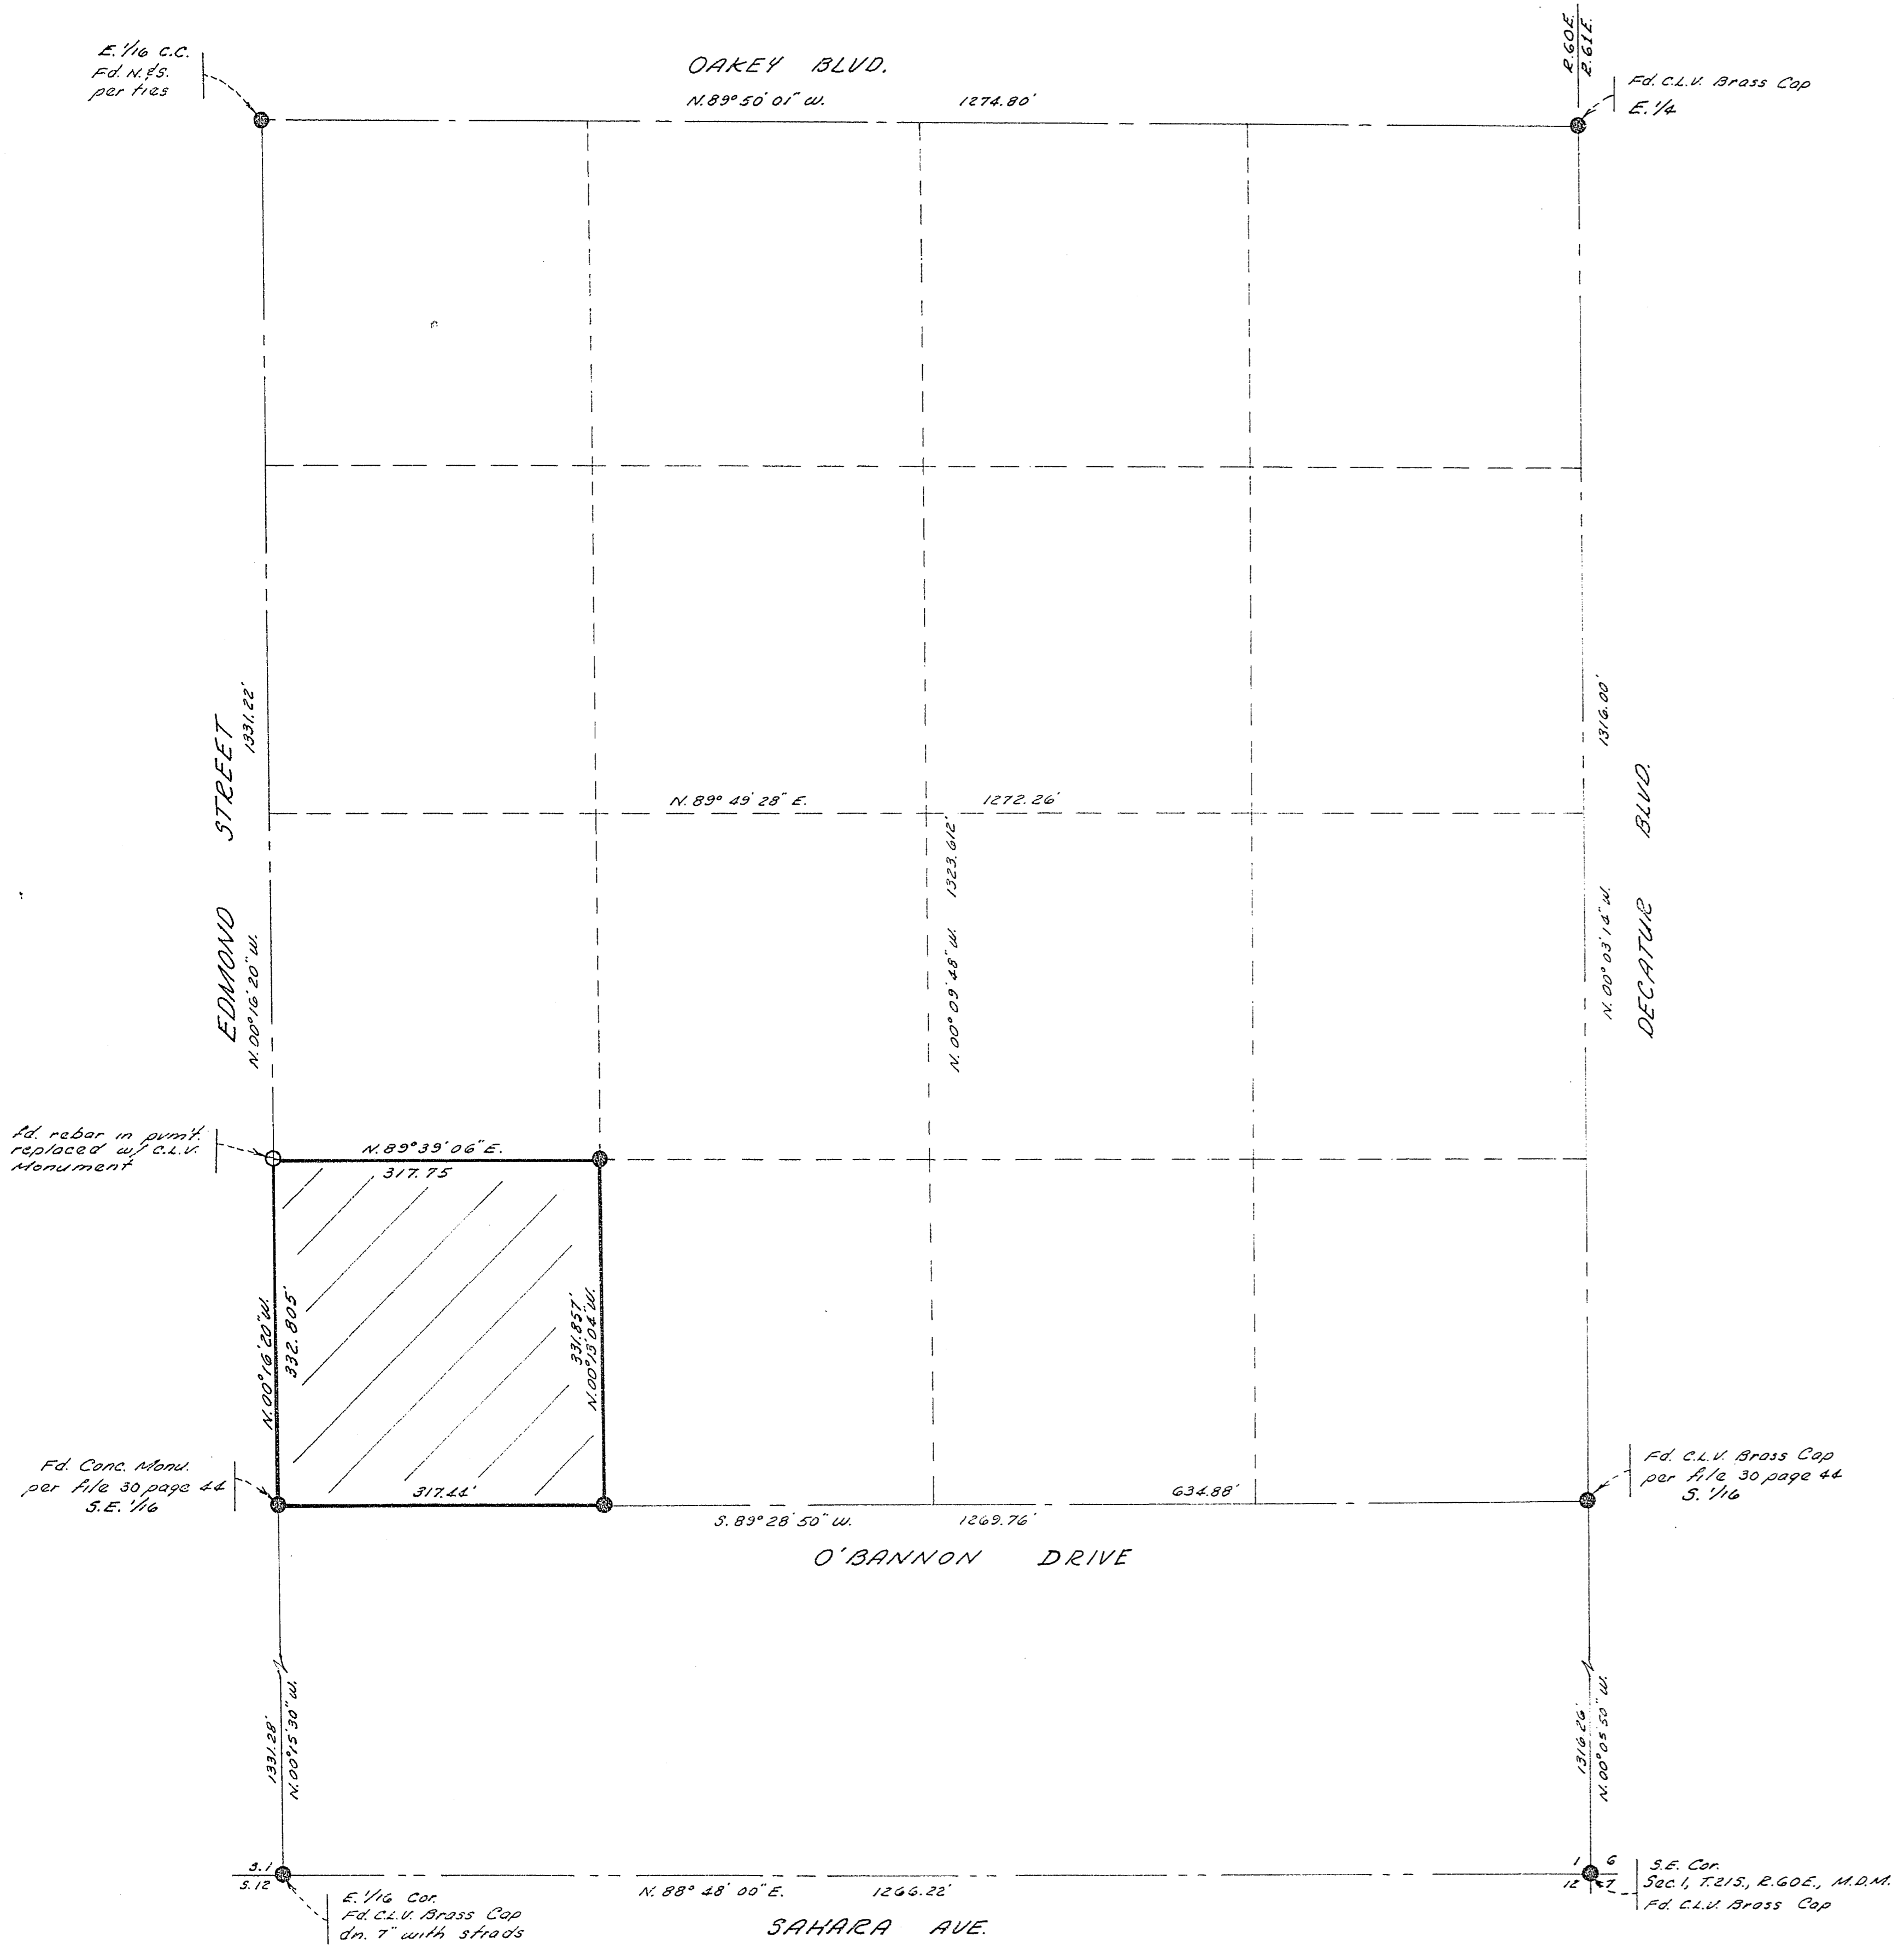 R.60E.
R.61E.
E. 1/16 C.C.
Fd. N.&S.
per ties
OAKEY BLVD.
N.89°50'01" W. 1274.80'
Fd. C.L.V. Brass Cap
E. 1/4
EDMOND STREET
N.00°16'20" W. 1331.22'
N.89°49'28" E. 1272.26'
N.00°09'48" W. 1323.612'
1316.00'
N.00°03'14" W.
DECATUR BLVD.
fd. rebar in pvm't.
replaced w/ C.L.V.
Monument
N.89°39'06" E.
317.75
N.00°16'20" W.
332.805'
331.857'
N.00°13'04" W.
Fd. Conc. Monu.
per file 30 page 44
S.E. 1/16
317.44'
634.88'
S.89°28'50" W. 1269.76'
Fd. C.L.V. Brass Cap
per file 30 page 44
S. 1/16
O'BANNON DRIVE
1331.28'
N.00°15'30" W.
1316.26'
N.00°05'50" W.
S.1
S.12
E. 1/16 Cor.
Fd. C.L.V. Brass Cap
dn. 7" with strads
N.88°48'00" E. 1266.22'
SAHARA AVE.
1 6
12 7
S.E. Cor.
Sec.1, T.21S., R.60E., M.D.M.
Fd. C.L.V. Brass Cap